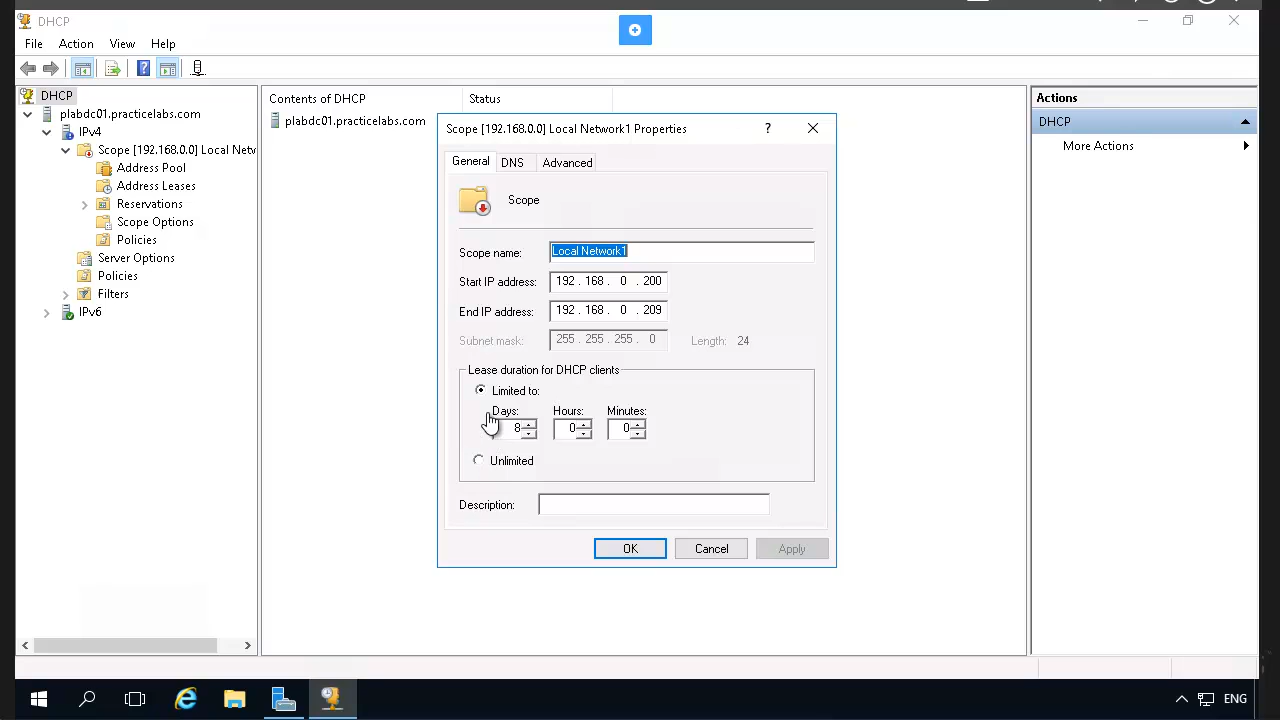 DHCP
File Action View Help
DHCP
plabdc01.practicelabs.com
IPv4
Scope [192.168.0.0] Local Netw
Address Pool
Address Leases
Reservations
Scope Options
Policies
Server Options
Policies
Filters
IPv6
Contents of DHCP Status
plabdc01.practicelabs.com
Scope [192.168.0.0] Local Network1 Properties ?
General DNS Advanced
Scope
Scope name: Local Network1
Start IP address: 192 . 168 . 0 . 200
End IP address: 192 . 168 . 0 . 209
Subnet mask: 255 . 255 . 255 . 0 Length: 24
Lease duration for DHCP clients
Limited to:
Days: Hours: Minutes:
8 0 0
Unlimited
Description:
OK Cancel Apply
Actions
DHCP
More Actions
ENG